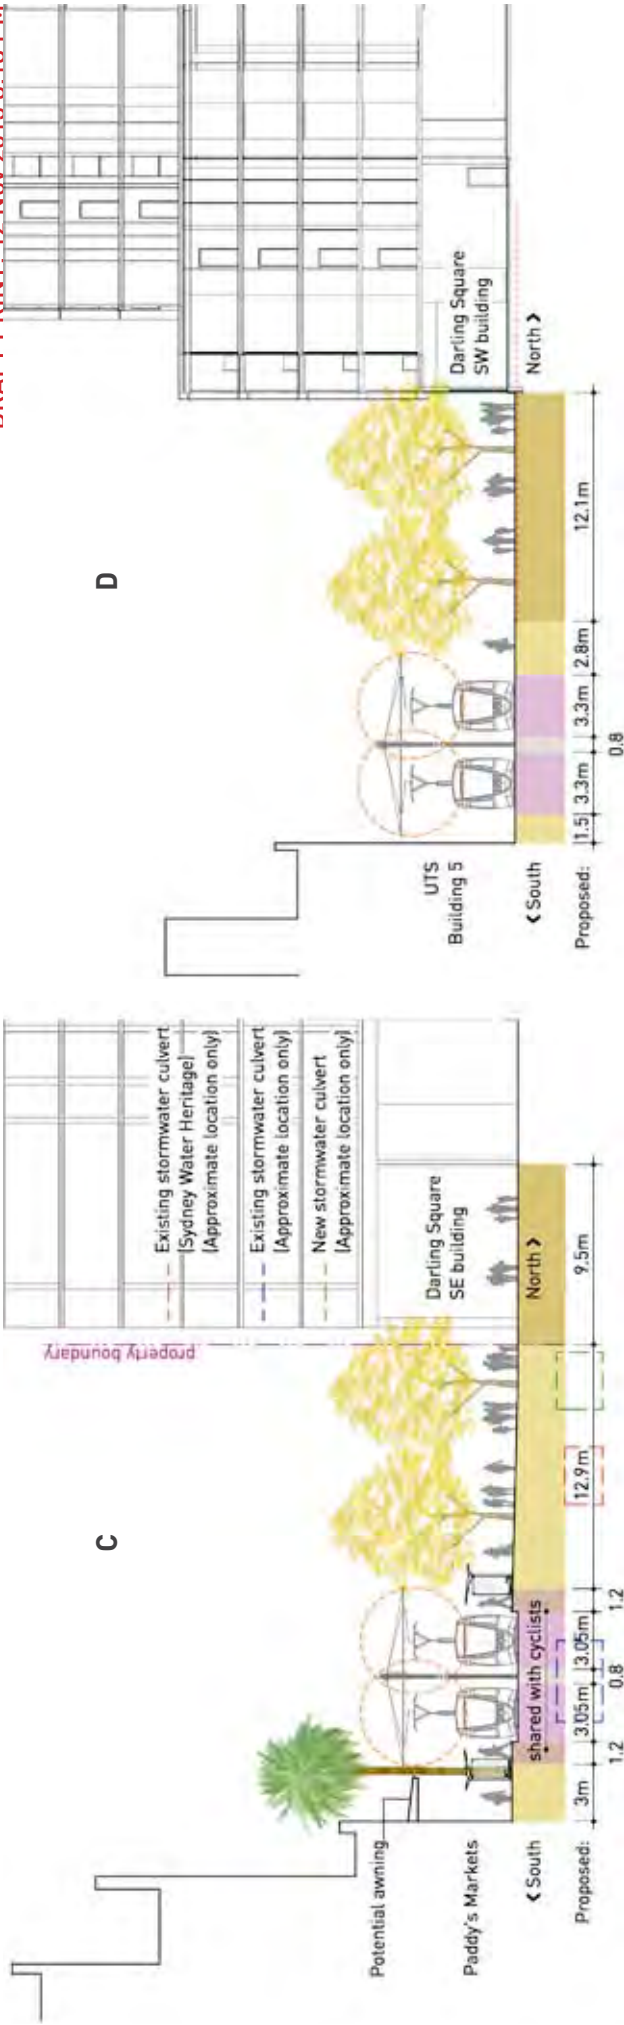 C
property boundary
Existing stormwater culvert
(Sydney Water Heritage)
(Approximate location only)
Existing stormwater culvert
(Approximate location only)
New stormwater culvert
(Approximate location only)
Potential awning
Paddy's Markets
Darling Square
SE building
< South
shared with cyclists
North >
Proposed:
3m
1.2
3.05m
0.8
3.05m
1.2
12.9m
9.5m
D
UTS
Building 5
Darling Square
SW building
< South
North >
Proposed:
1.5
3.3m
0.8
3.3m
2.8m
12.1m